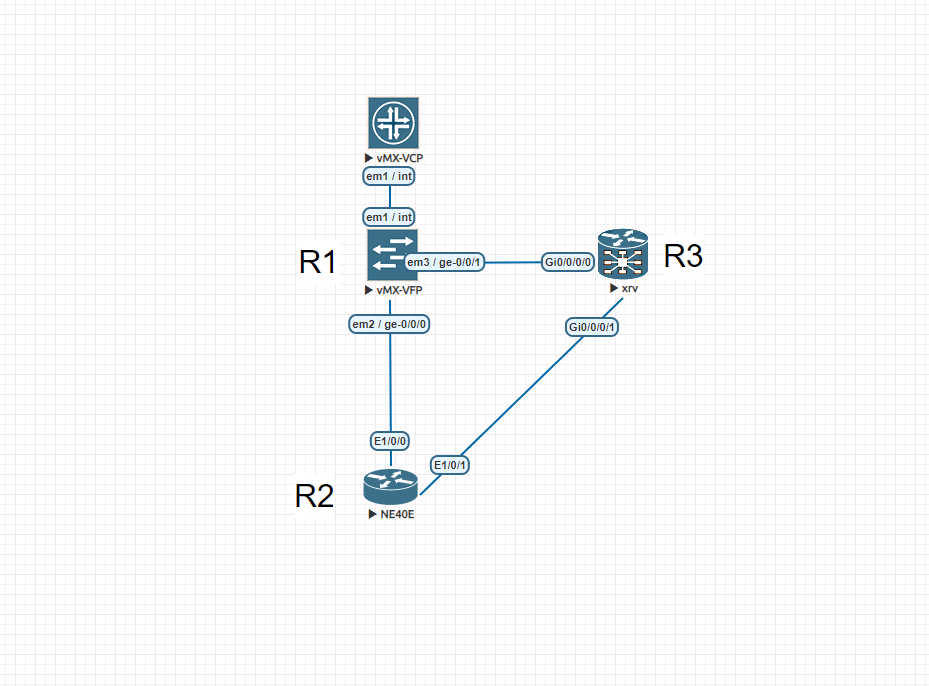 vMX-VCP
em1 / int
em1 / int
R1
em3 / ge-0/0/1
Gi0/0/0/0
R3
vMX-VFP
xrv
em2 / ge-0/0/0
Gi0/0/0/1
E1/0/0
E1/0/1
R2
NE40E